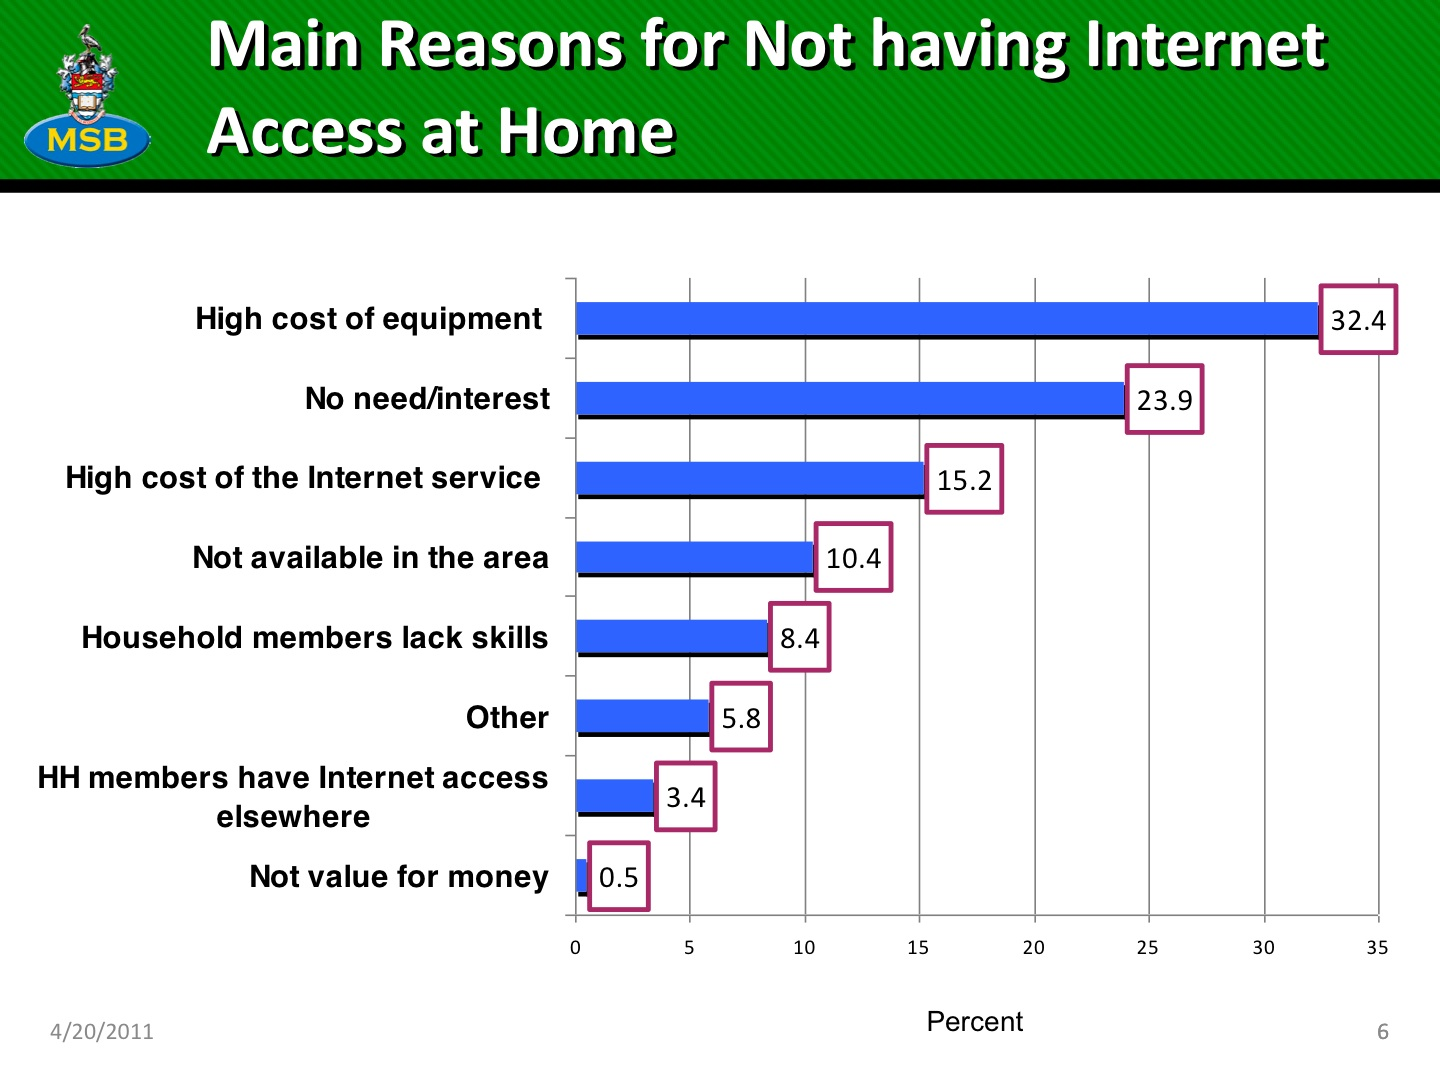 Main Reasons for Not having Internet
Access at Home
MSB
High cost of equipment
32.4
No need/interest
23.9
High cost of the Internet service
15.2
Not available in the area
10.4
Household members lack skills
8.4
Other
5.8
HH members have Internet access
elsewhere
3.4
Not value for money
0.5
0 5 10 15 20 25 30 35
Percent
4/20/2011
6